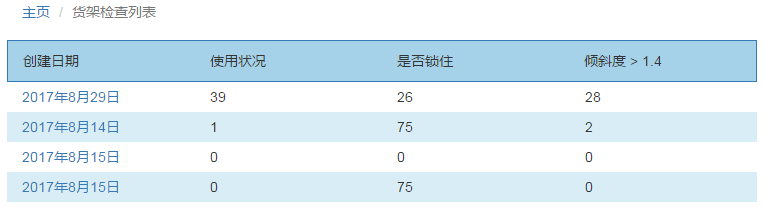 主页 / 货架检查列表
创建日期 使用状况 是否锁住 倾斜度 > 1.4
2017年8月29日 39 26 28
2017年8月14日 1 75 2
2017年8月15日 0 0 0
2017年8月15日 0 75 0